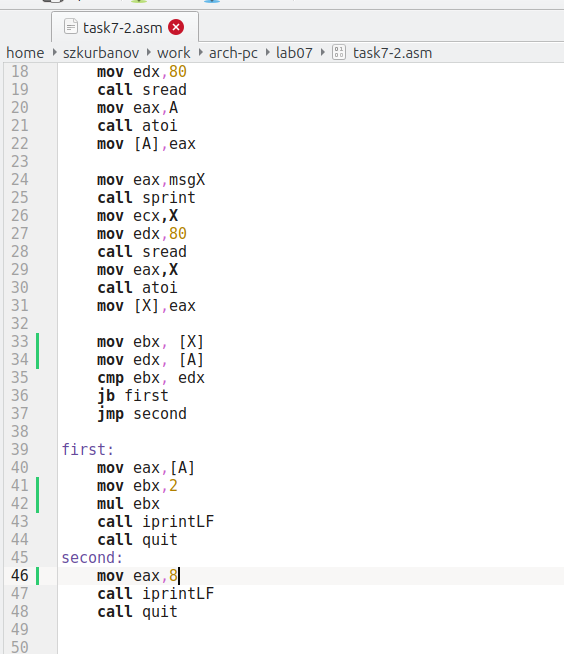 task7-2.asm
home szkurbanov work arch-pc lab07 task7-2.asm
18 mov edx,80
19 call sread
20 mov eax,A
21 call atoi
22 mov [A],eax
23
24 mov eax,msgX
25 call sprint
26 mov ecx,X
27 mov edx,80
28 call sread
29 mov eax,X
30 call atoi
31 mov [X],eax
32
33 mov ebx, [X]
34 mov edx, [A]
35 cmp ebx, edx
36 jb first
37 jmp second
38
39 first:
40 mov eax,[A]
41 mov ebx,2
42 mul ebx
43 call iprintLF
44 call quit
45 second:
46 mov eax,8
47 call iprintLF
48 call quit
49
50